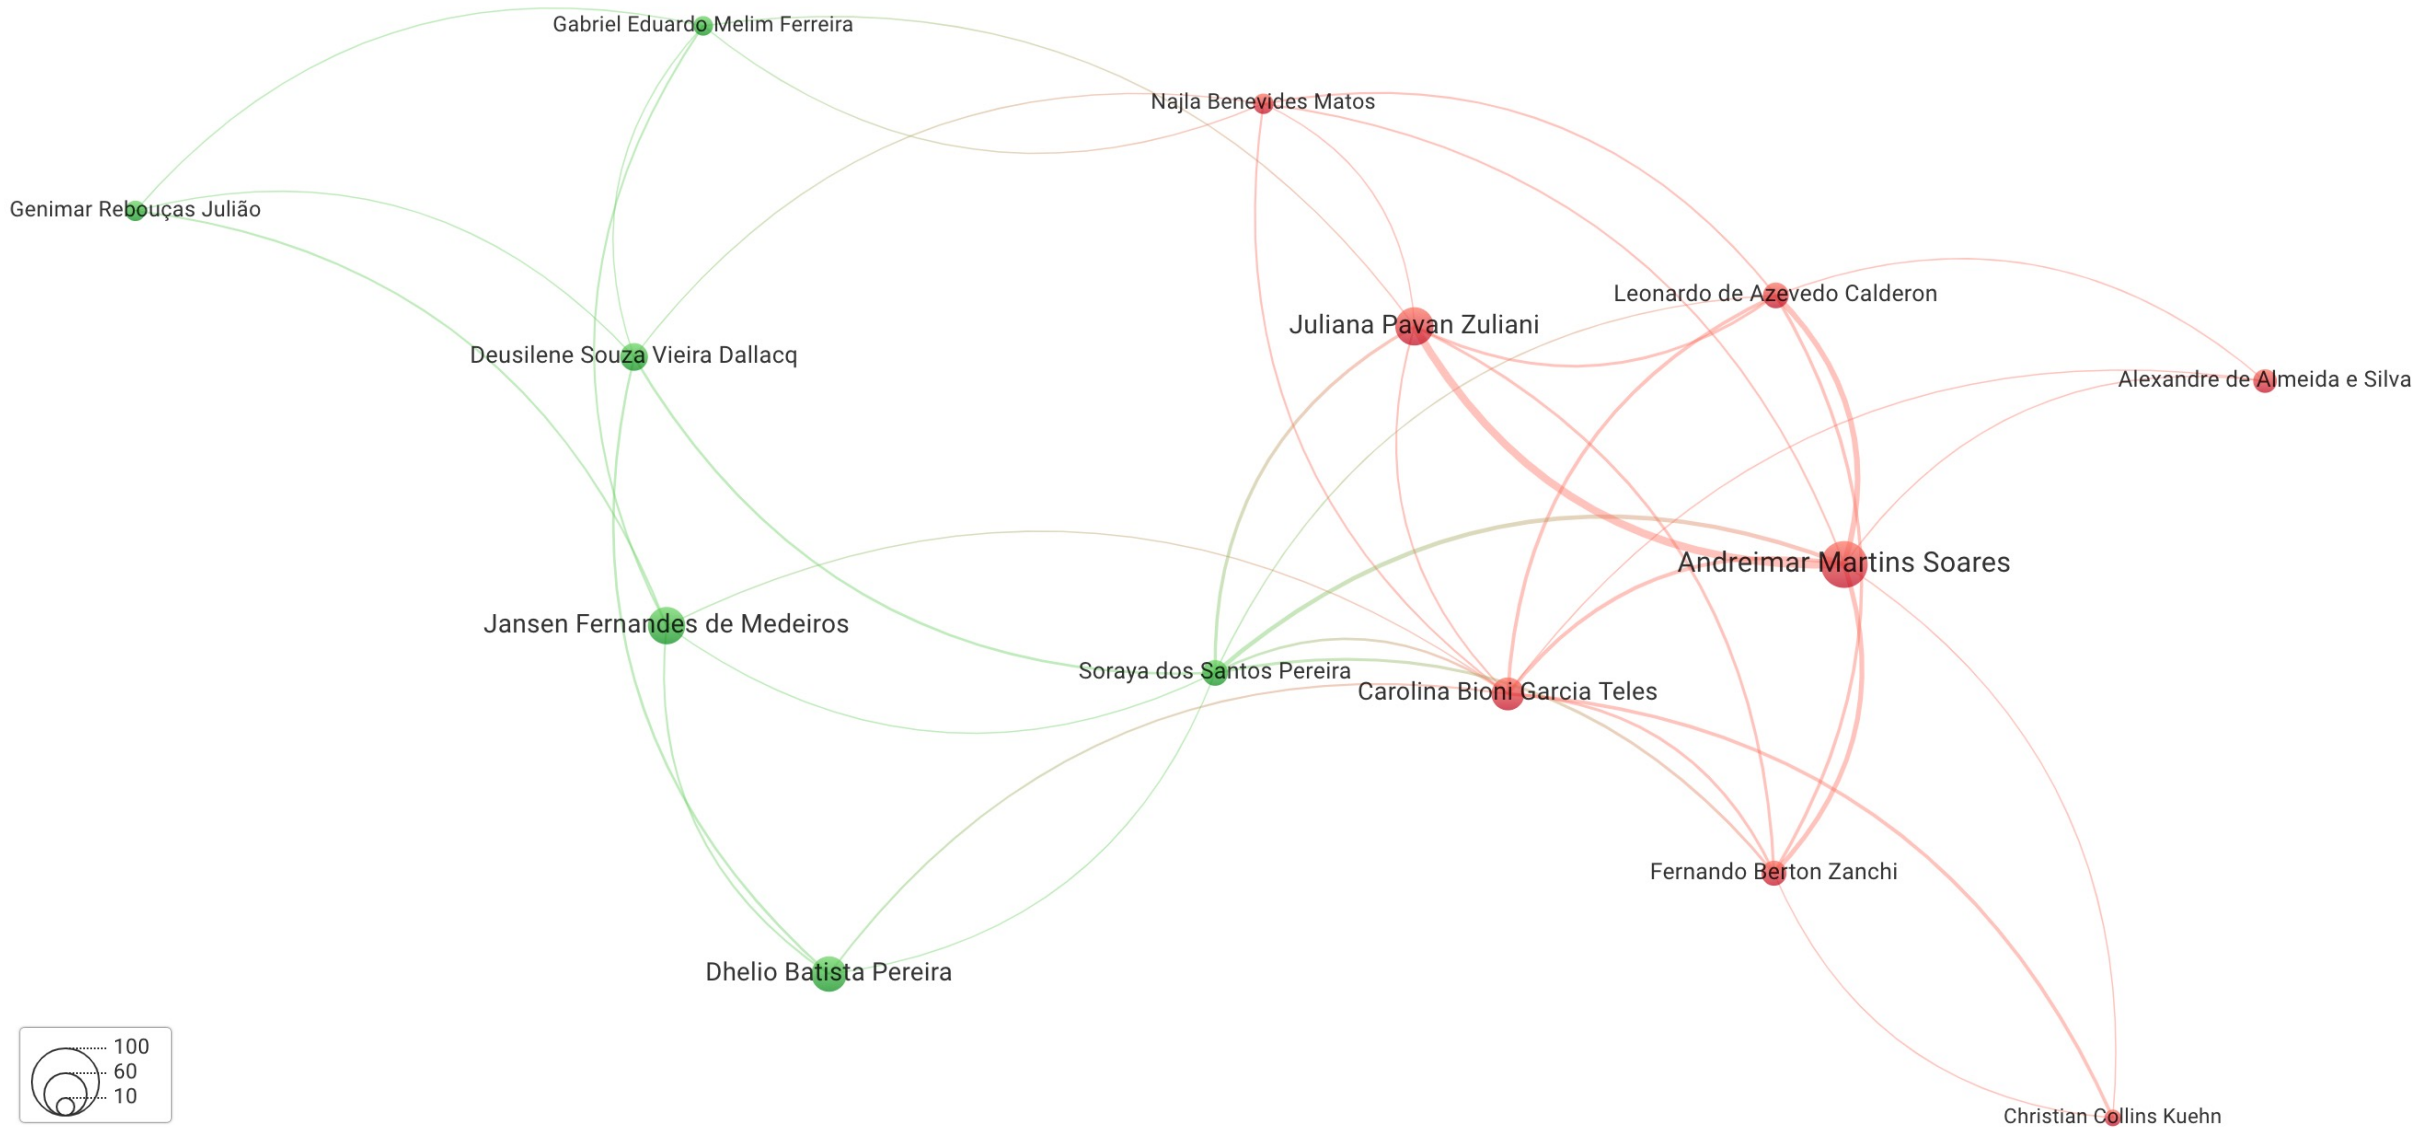 Gabriel Eduardo Melim Ferreira
Najla Benevides Matos
Genimar Rebouças Julião
Leonardo de Azevedo Calderon
Juliana Pavan Zuliani
Deusilene Souza Vieira Dallacq
Alexandre de Almeida e Silva
Andreimar Martins Soares
Jansen Fernandes de Medeiros
Soraya dos Santos Pereira
Carolina Bioni Garcia Teles
Fernando Berton Zanchi
Dhelio Batista Pereira
100
60
10
Christian Collins Kuehn